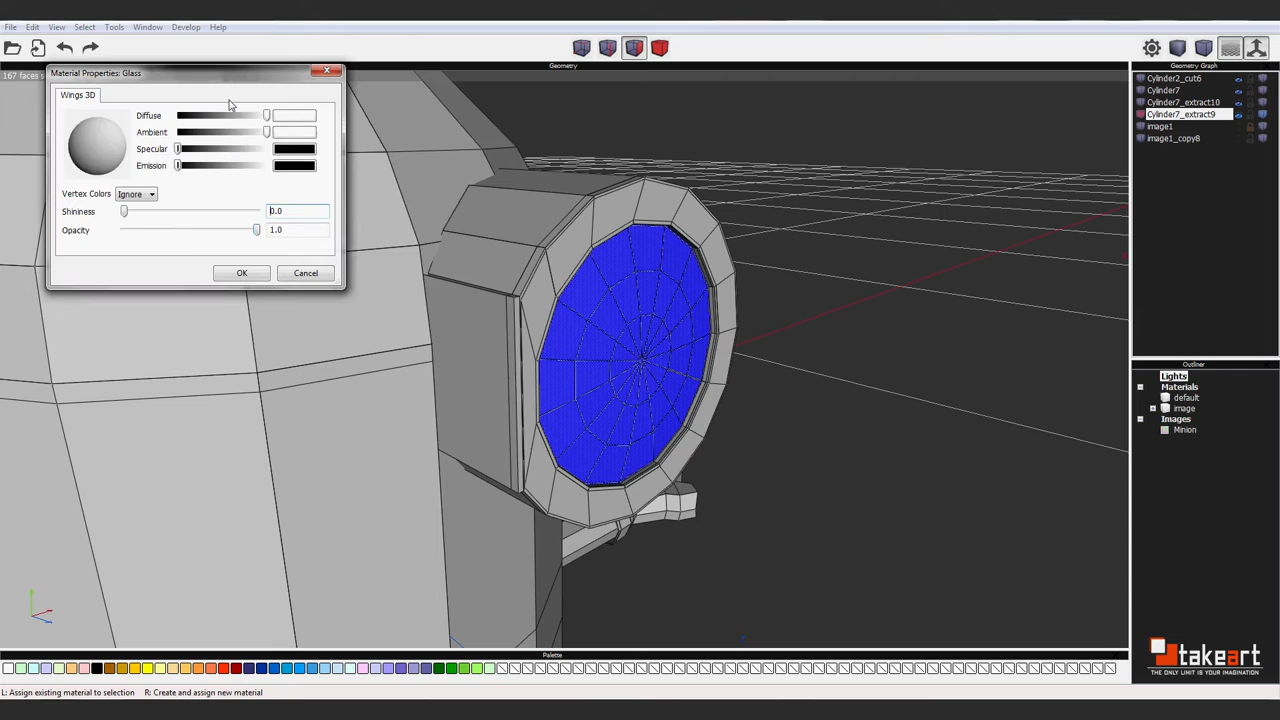 File Edit View Select Tools Window Develop Help
Geometry
Geometry Graph
167 faces s
Material Properties: Glass
Wings 3D
Diffuse
Ambient
Specular
Emission
Vertex Colors Ignore
Shininess 0.0
Opacity 1.0
OK Cancel
Cylinder2_cut6
Cylinder7
Cylinder7_extract10
Cylinder7_extract9
image1
image1_copy8
Outliner
Lights
Materials
default
image
Images
Minion
takeart
THE ONLY LIMIT IS YOUR IMAGINATION
Palette
L: Assign existing material to selection R: Create and assign new material